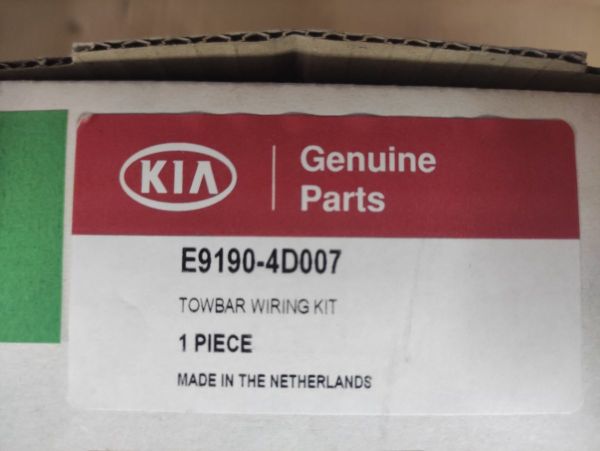 KIA
Genuine
Parts
E9190-4D007
TOWBAR WIRING KIT
1 PIECE
MADE IN THE NETHERLANDS